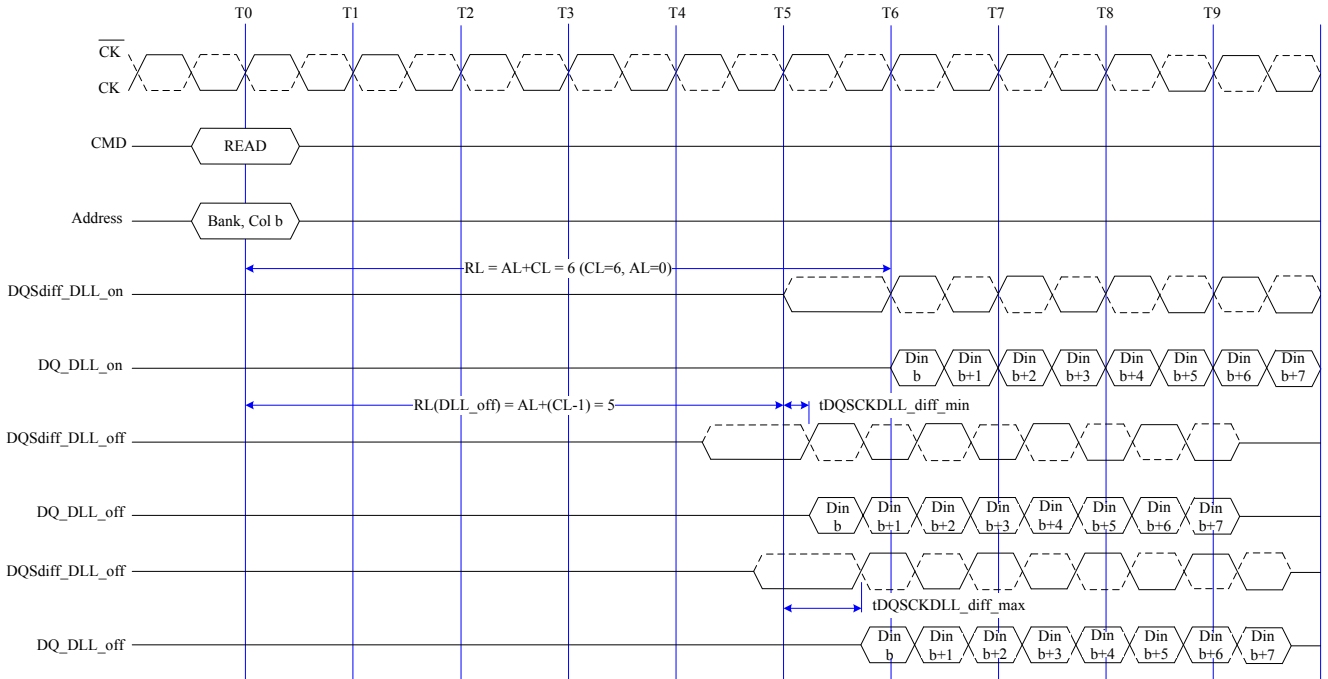 T0 T1 T2 T3 T4 T5 T6 T7 T8 T9
CK
CK
CMD READ
Address Bank, Col b
RL = AL+CL = 6 (CL=6, AL=0)
DQSdiff_DLL_on
DQ_DLL_on Din b Din b+1 Din b+2 Din b+3 Din b+4 Din b+5 Din b+6 Din b+7
RL(DLL_off) = AL+(CL-1) = 5 tDQSCKDLL_diff_min
DQSdiff_DLL_off
DQ_DLL_off Din b Din b+1 Din b+2 Din b+3 Din b+4 Din b+5 Din b+6 Din b+7
DQSdiff_DLL_off
tDQSCKDLL_diff_max
DQ_DLL_off Din b Din b+1 Din b+2 Din b+3 Din b+4 Din b+5 Din b+6 Din b+7